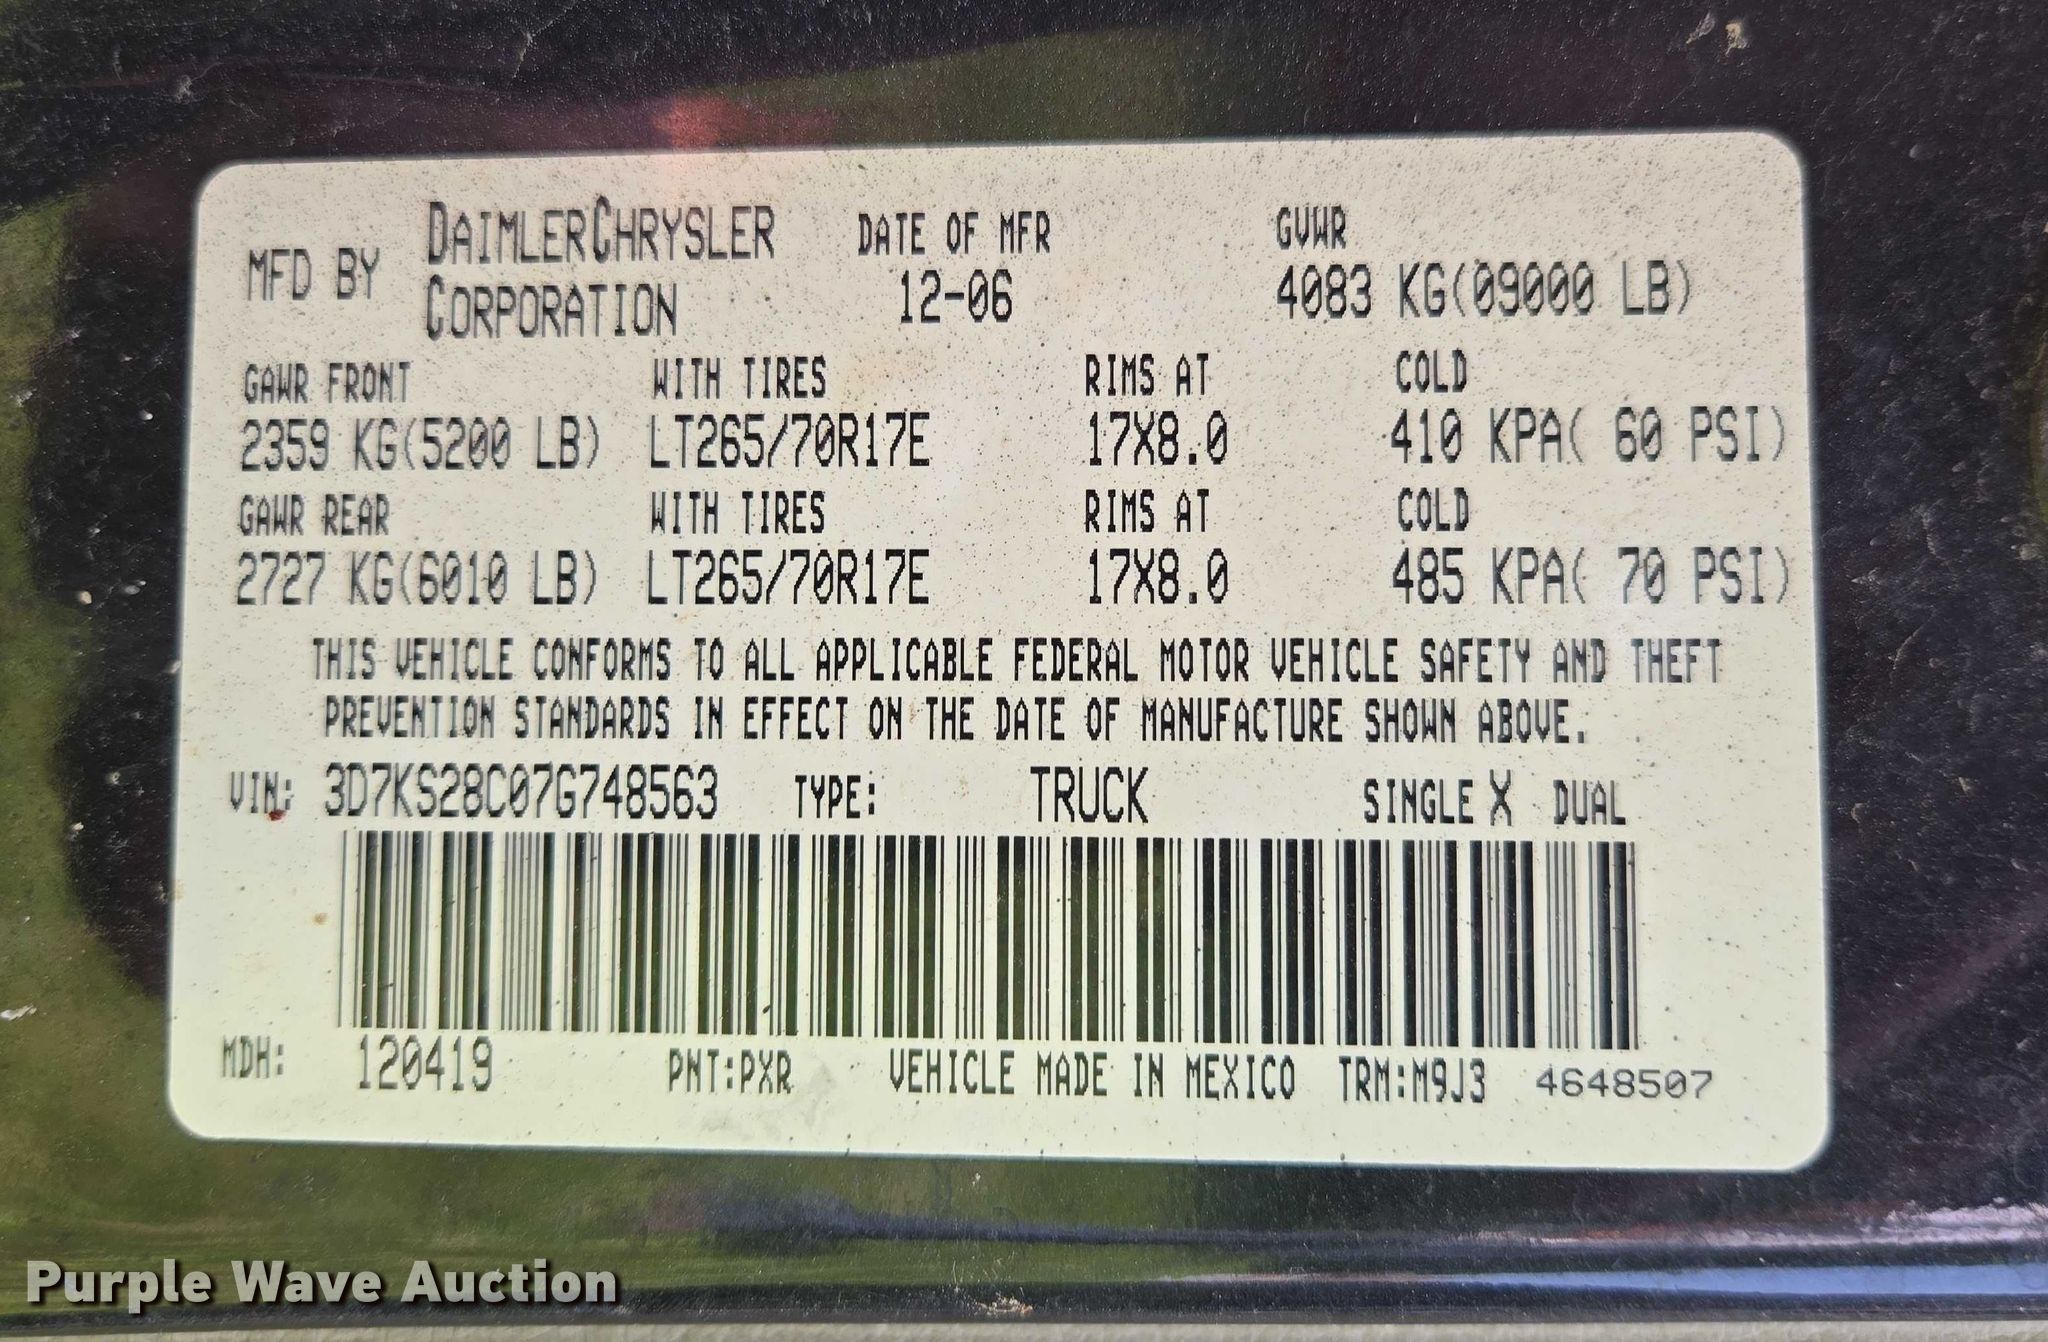 MFD BY DAIMLERCHRYSLER CORPORATION DATE OF MFR 12-06 GVWR 4083 KG(09000 LB)
GAWR FRONT WITH TIRES RIMS AT COLD
2359 KG(5200 LB) LT265/70R17E 17X8.0 410 KPA( 60 PSI)
GAWR REAR WITH TIRES RIMS AT COLD
2727 KG(6010 LB) LT265/70R17E 17X8.0 485 KPA( 70 PSI)
THIS VEHICLE CONFORMS TO ALL APPLICABLE FEDERAL MOTOR VEHICLE SAFETY AND THEFT
PREVENTION STANDARDS IN EFFECT ON THE DATE OF MANUFACTURE SHOWN ABOVE.
VIN: 3D7KS28C07G748563 TYPE: TRUCK SINGLE X DUAL
MDH: 120419 PNT:PXR VEHICLE MADE IN MEXICO TRM:M9J3 4648507
Purple Wave Auction